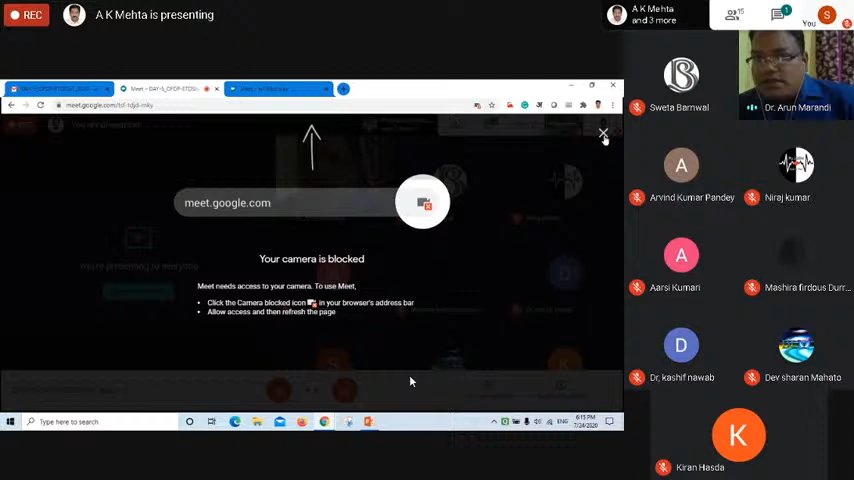 REC
A K Mehta is presenting
A K Mehta
and 3 more
15
1
S
You
meet.google.com
Your camera is blocked
Meet needs access to your camera. To use Meet,
Click the Camera blocked icon in your browser's address bar
Allow access and then refresh the page
Type here to search
ENG
6:15 PM
7/24/2020
Sweta Barnwal
Dr. Arun Marandi
A
Arvind Kumar Pandey
Niraj kumar
A
Aarsi Kumari
Mashira firdous Durr...
D
Dr, kashif nawab
Dev sharan Mahato
K
Kiran Hasda